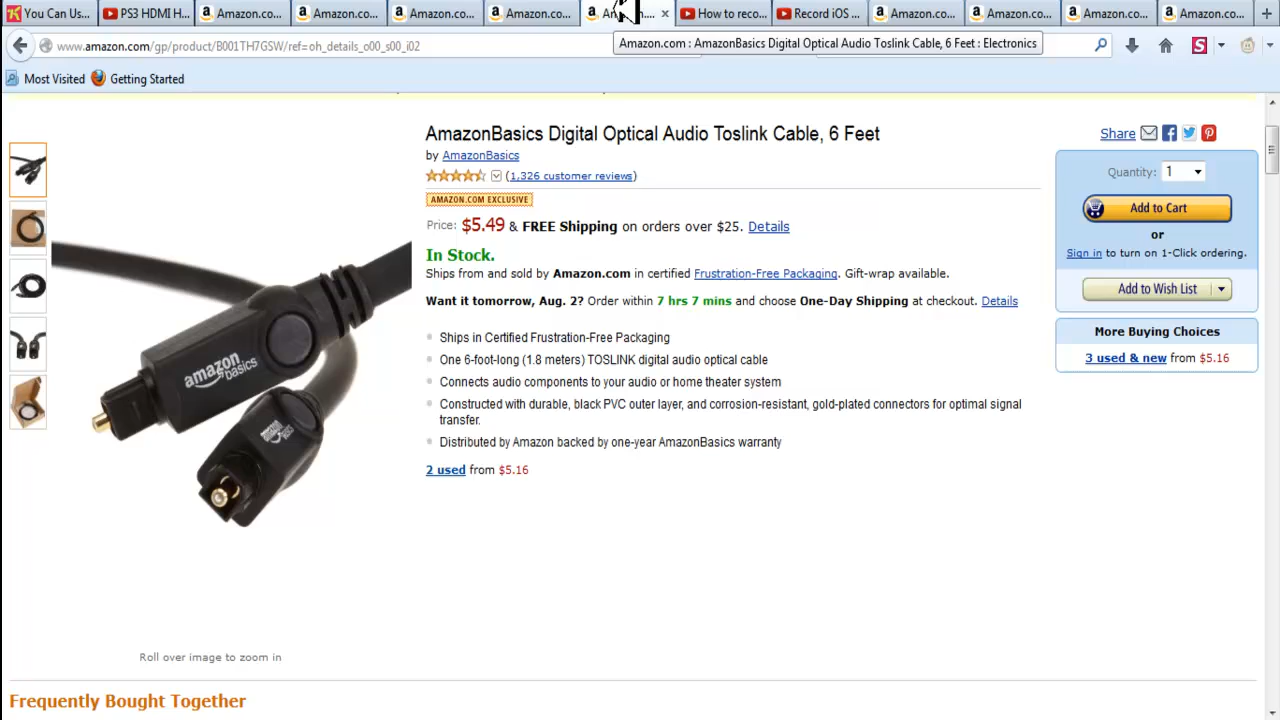 You Can Us... PS3 HDMI H... Amazon.co... Amazon.co... Amazon.co... Amazon.co... How to reco... Record iOS ... Amazon.co... Amazon.co... Amazon.co... Amazon.co...
www.amazon.com/gp/product/B001TH7GSW/ref=oh_details_o00_s00_i02
Amazon.com : AmazonBasics Digital Optical Audio Toslink Cable, 6 Feet : Electronics
Most Visited Getting Started
AmazonBasics Digital Optical Audio Toslink Cable, 6 Feet
by AmazonBasics
(1,326 customer reviews)
AMAZON.COM EXCLUSIVE
Price: $5.49 & FREE Shipping on orders over $25. Details
In Stock.
Ships from and sold by Amazon.com in certified Frustration-Free Packaging. Gift-wrap available.
Want it tomorrow, Aug. 2? Order within 7 hrs 7 mins and choose One-Day Shipping at checkout. Details
Ships in Certified Frustration-Free Packaging
One 6-foot-long (1.8 meters) TOSLINK digital audio optical cable
Connects audio components to your audio or home theater system
Constructed with durable, black PVC outer layer, and corrosion-resistant, gold-plated connectors for optimal signal
transfer.
Distributed by Amazon backed by one-year AmazonBasics warranty
2 used from $5.16
Share
Quantity: 1
Add to Cart
or
Sign in to turn on 1-Click ordering.
Add to Wish List
More Buying Choices
3 used & new from $5.16
amazon
basics
amazon
basics
Roll over image to zoom in
Frequently Bought Together